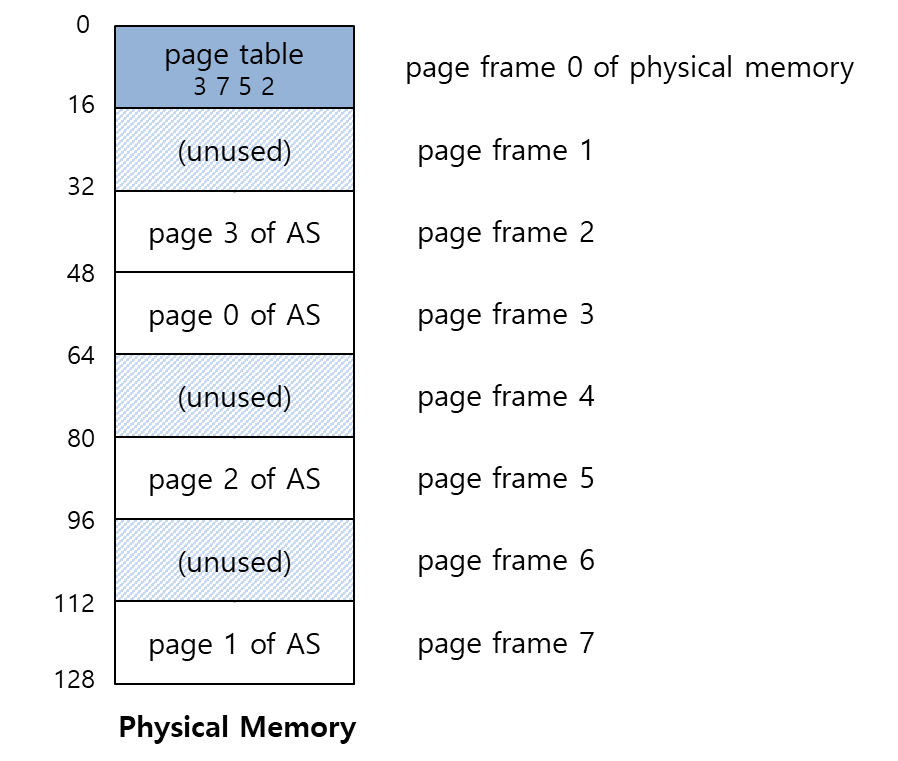 0
page table
3 7 5 2
page frame 0 of physical memory
16
(unused)
page frame 1
32
page 3 of AS
page frame 2
48
page 0 of AS
page frame 3
64
(unused)
page frame 4
80
page 2 of AS
page frame 5
96
(unused)
page frame 6
112
page 1 of AS
page frame 7
128
Physical Memory